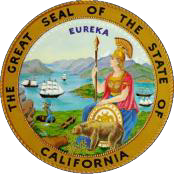 THE GREAT SEAL OF THE STATE OF
CALIFORNIA
EUREKA